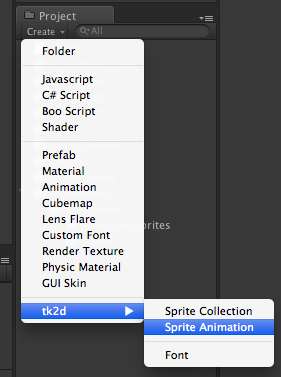 Project
Create
All
Folder
Javascript
C# Script
Boo Script
Shader
Prefab
Material
Animation
Cubemap
Lens Flare
Custom Font
Render Texture
Physic Material
GUI Skin
tk2d
Sprite Collection
Sprite Animation
Font